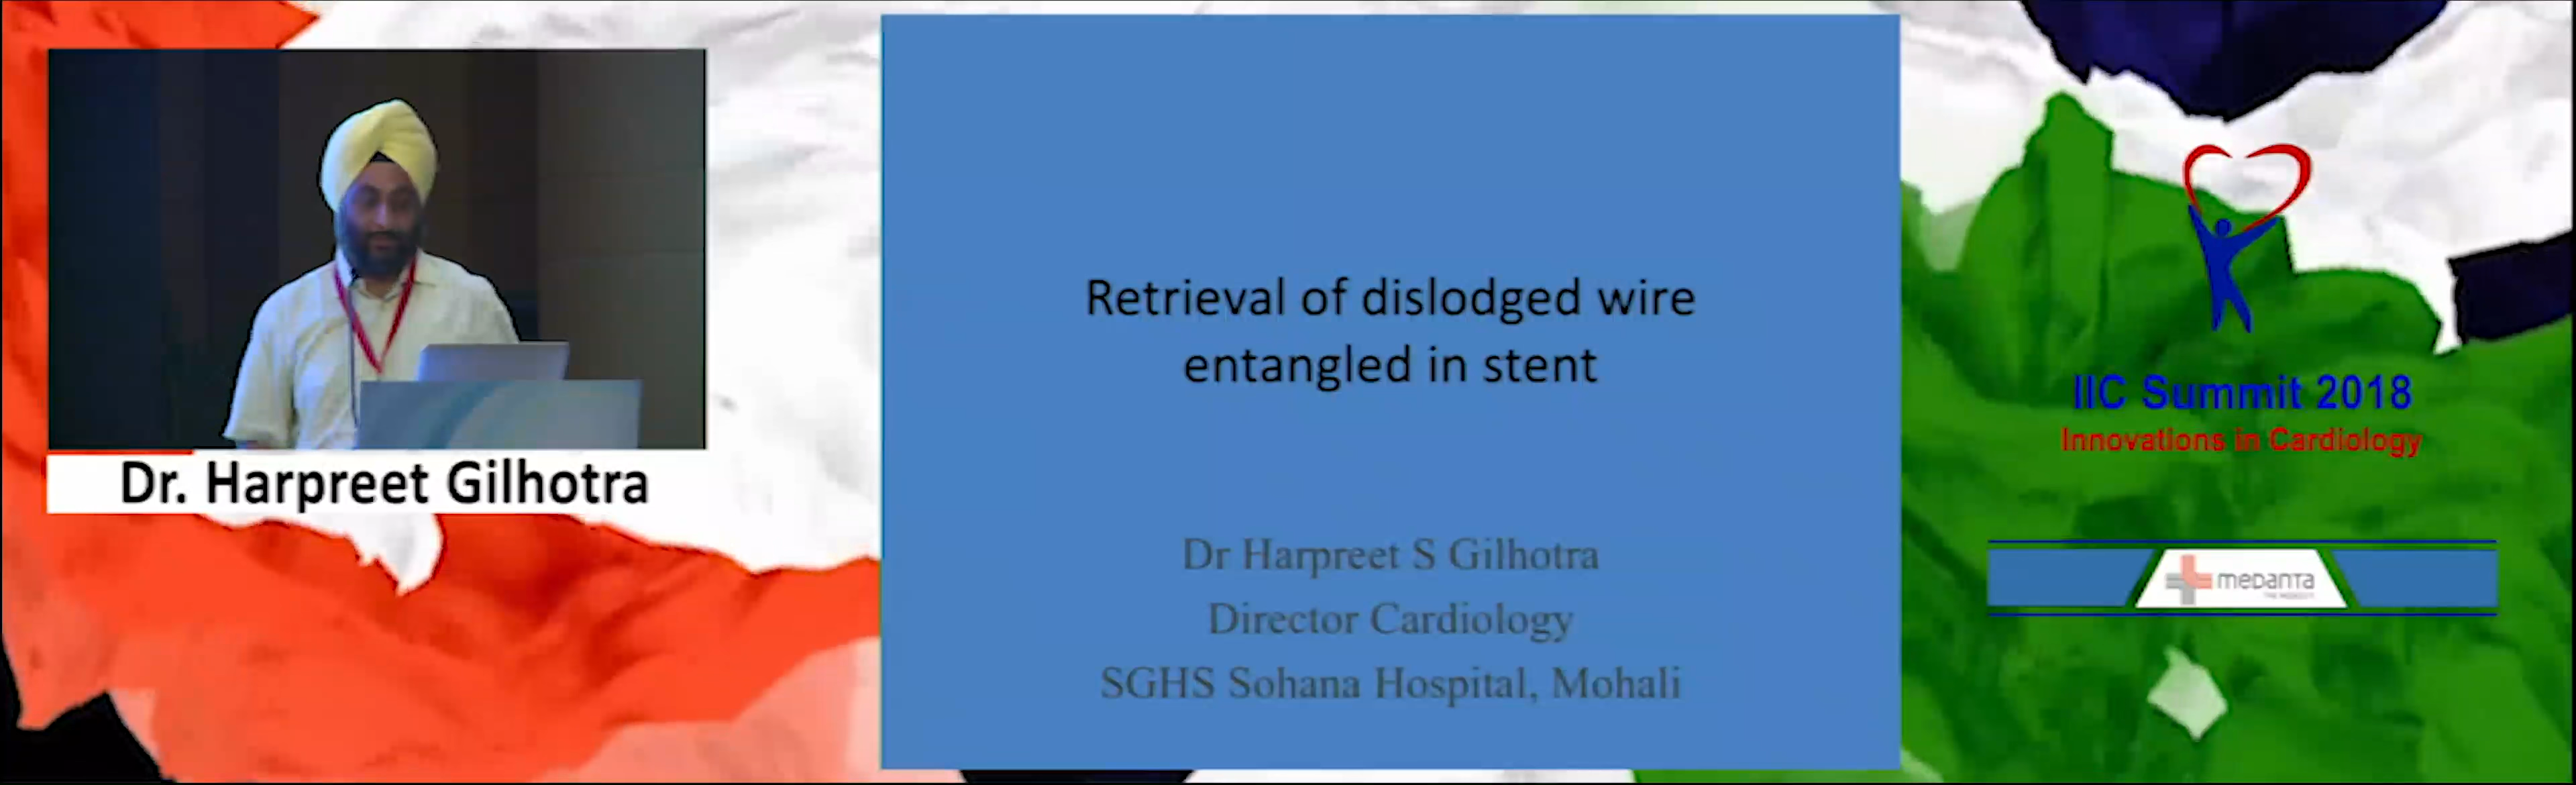 Dr. Harpreet Gilhotra
Retrieval of dislodged wire
entangled in stent
Dr Harpreet S Gilhotra
Director Cardiology
SGHS Sohana Hospital, Mohali
IIC Summit 2018
Innovations in Cardiology
medanta